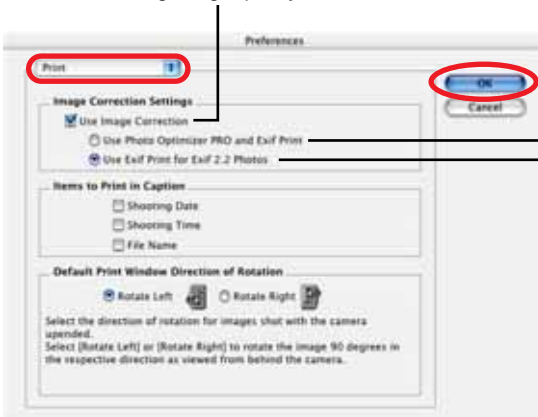 Preferences
Print
OK
Cancel
Image Correction Settings
Use Image Correction
Use Photo Optimizer PRO and Exif Print
Use Exif Print for Exif 2.2 Photos
Items to Print in Caption
Shooting Date
Shooting Time
File Name
Default Print Window Direction of Rotation
Rotate Left
Rotate Right
Select the direction of rotation for images shot with the camera
upended.
Select [Rotate Left] or [Rotate Right] to rotate the image 90 degrees in
the respective direction as viewed from behind the camera.